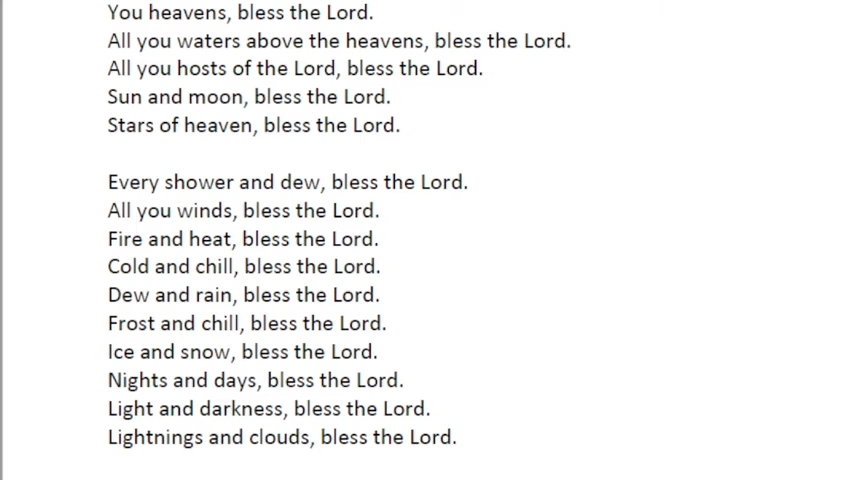 You heavens, bless the Lord.
All you waters above the heavens, bless the Lord.
All you hosts of the Lord, bless the Lord.
Sun and moon, bless the Lord.
Stars of heaven, bless the Lord.
Every shower and dew, bless the Lord.
All you winds, bless the Lord.
Fire and heat, bless the Lord.
Cold and chill, bless the Lord.
Dew and rain, bless the Lord.
Frost and chill, bless the Lord.
Ice and snow, bless the Lord.
Nights and days, bless the Lord.
Light and darkness, bless the Lord.
Lightnings and clouds, bless the Lord.